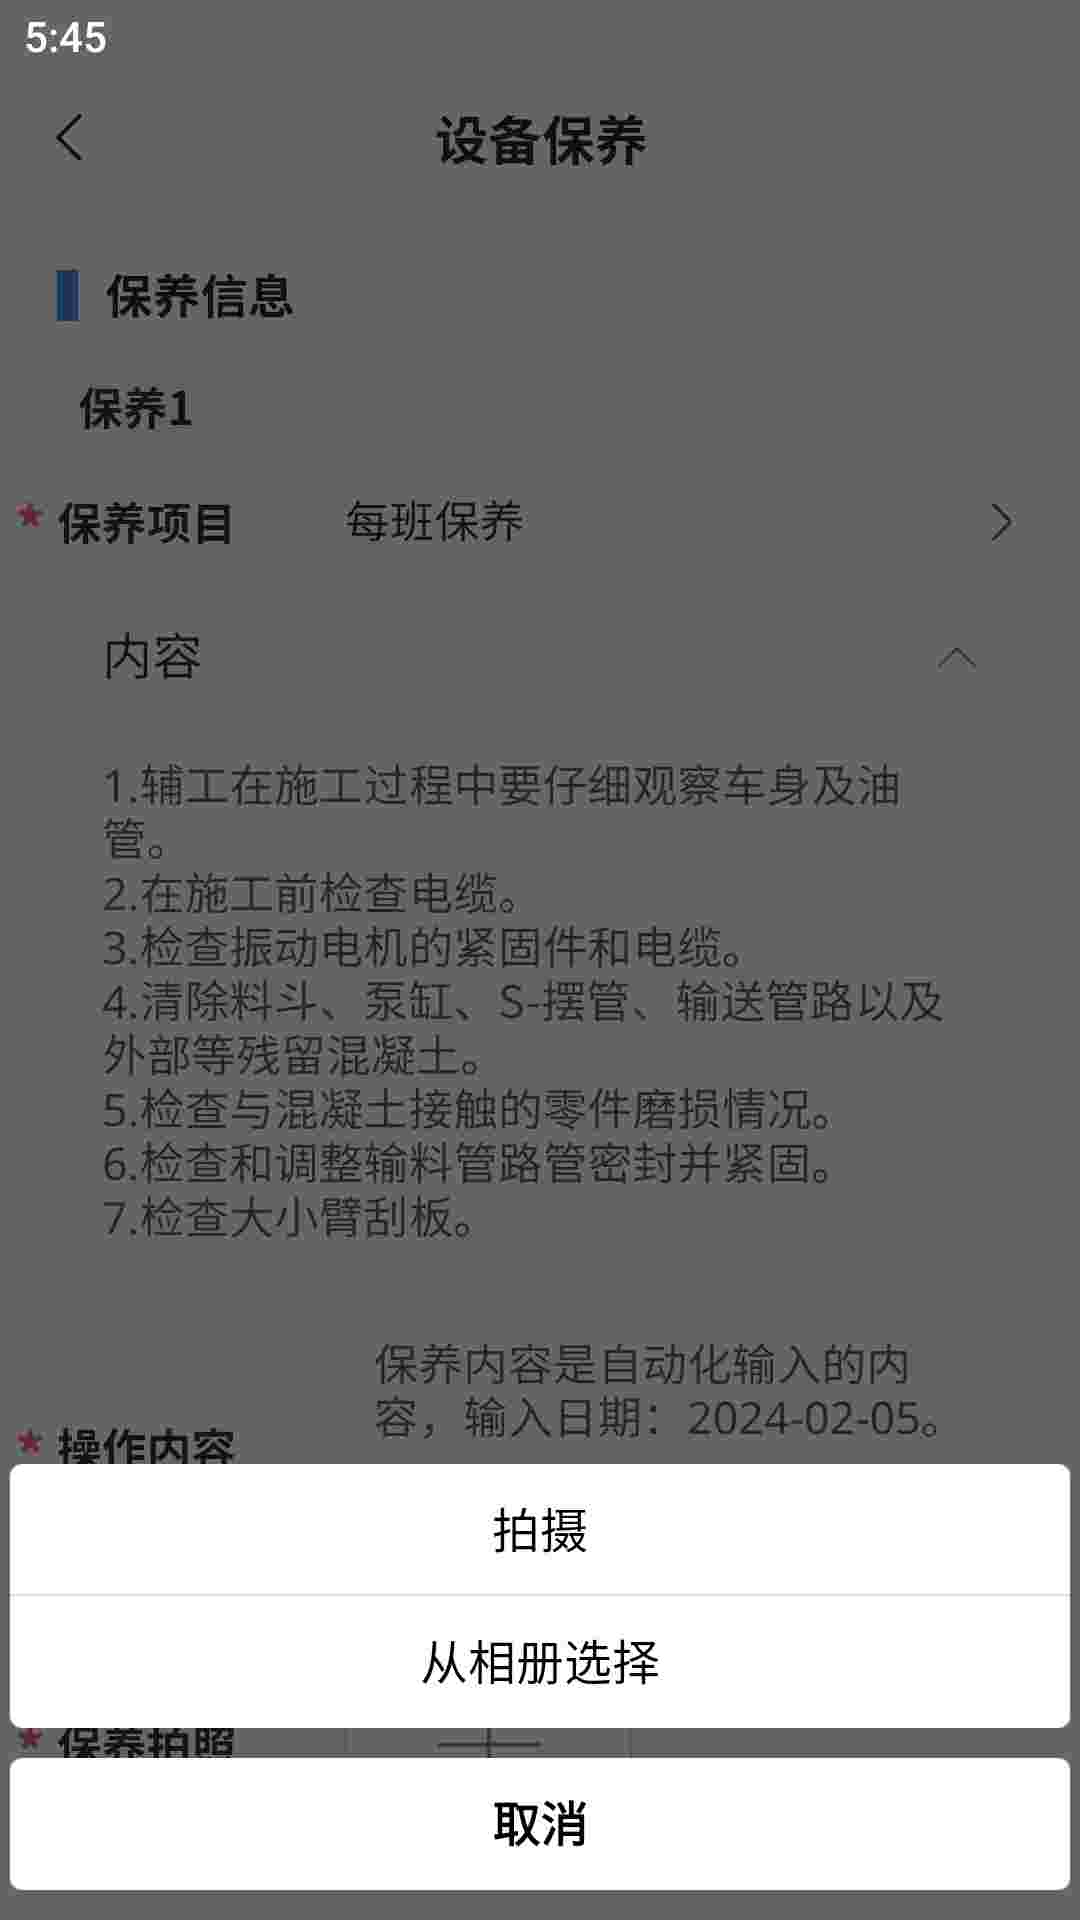 5:45
设备保养
保养信息
保养1
* 保养项目 每班保养
内容
1.辅工在施工过程中要仔细观察车身及油
管。
2.在施工前检查电缆。
3.检查振动电机的紧固件和电缆。
4.清除料斗、泵缸、S-摆管、输送管路以及
外部等残留混凝土。
5.检查与混凝土接触的零件磨损情况。
6.检查和调整输料管路管密封并紧固。
7.检查大小臂刮板。
保养内容是自动化输入的内
容，输入日期：2024-02-05。
* 操作内容
拍摄
从相册选择
* 保养拍照
取消